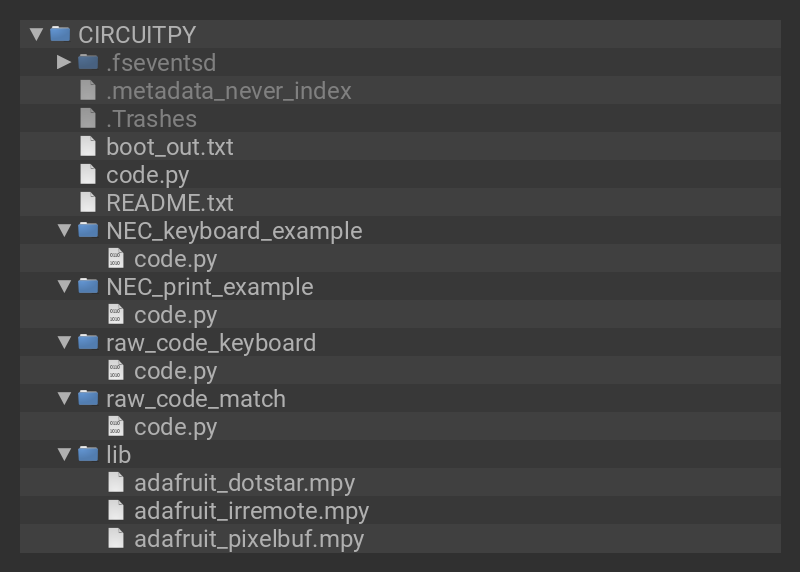 CIRCUITPY
.fseventsd
.metadata_never_index
.Trashes
boot_out.txt
code.py
README.txt
NEC_keyboard_example
code.py
NEC_print_example
code.py
raw_code_keyboard
code.py
raw_code_match
code.py
lib
adafruit_dotstar.mpy
adafruit_irremote.mpy
adafruit_pixelbuf.mpy